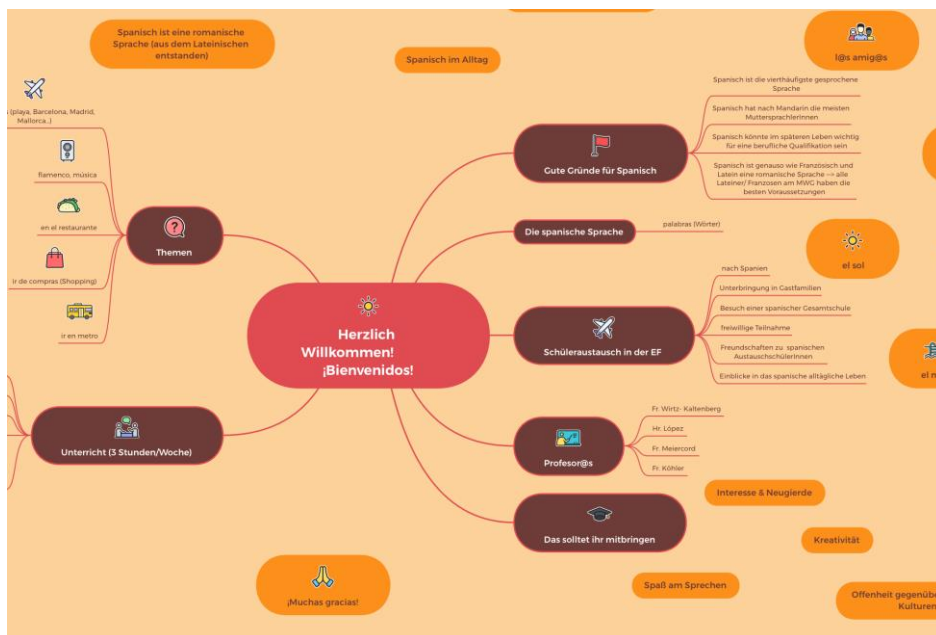 Spanisch ist eine romanische
Sprache (aus dem Lateinischen
entstanden)
Spanisch im Alltag
l@s amig@s
(playa, Barcelona, Madrid,
Mallorca...)
flamenco, música
en el restaurante
ir de compras (Shopping)
ir en metro
Themen
Herzlich
Willkommen!
¡Bienvenidos!
Unterricht (3 Stunden/Woche)
Gute Gründe für Spanisch
Spanisch ist die vierthäufigste gesprochene
Sprache
Spanisch hat nach Mandarin die meisten
MuttersprachlerInnen
Spanisch könnte im späteren Leben wichtig
für eine berufliche Qualifikation sein
Spanisch ist genauso wie Französisch und
Latein eine romanische Sprache --> alle
Lateiner/ Franzosen am MWG haben die
besten Voraussetzungen
Die spanische Sprache
palabras (Wörter)
el sol
Schüleraustausch in der EF
nach Spanien
Unterbringung in Gastfamilien
Besuch einer spanischer Gesamtschule
freiwillige Teilnahme
Freundschaften zu spanischen
AustauschschülerInnen
Einblicke in das spanische alltägliche Leben
el
Profesor@s
Fr. Wirtz- Kaltenberg
Hr. López
Fr. Meiercord
Fr. Köhler
Das solltet ihr mitbringen
Interesse & Neugierde
Kreativität
Spaß am Sprechen
Offenheit
Kulturen
¡Muchas gracias!